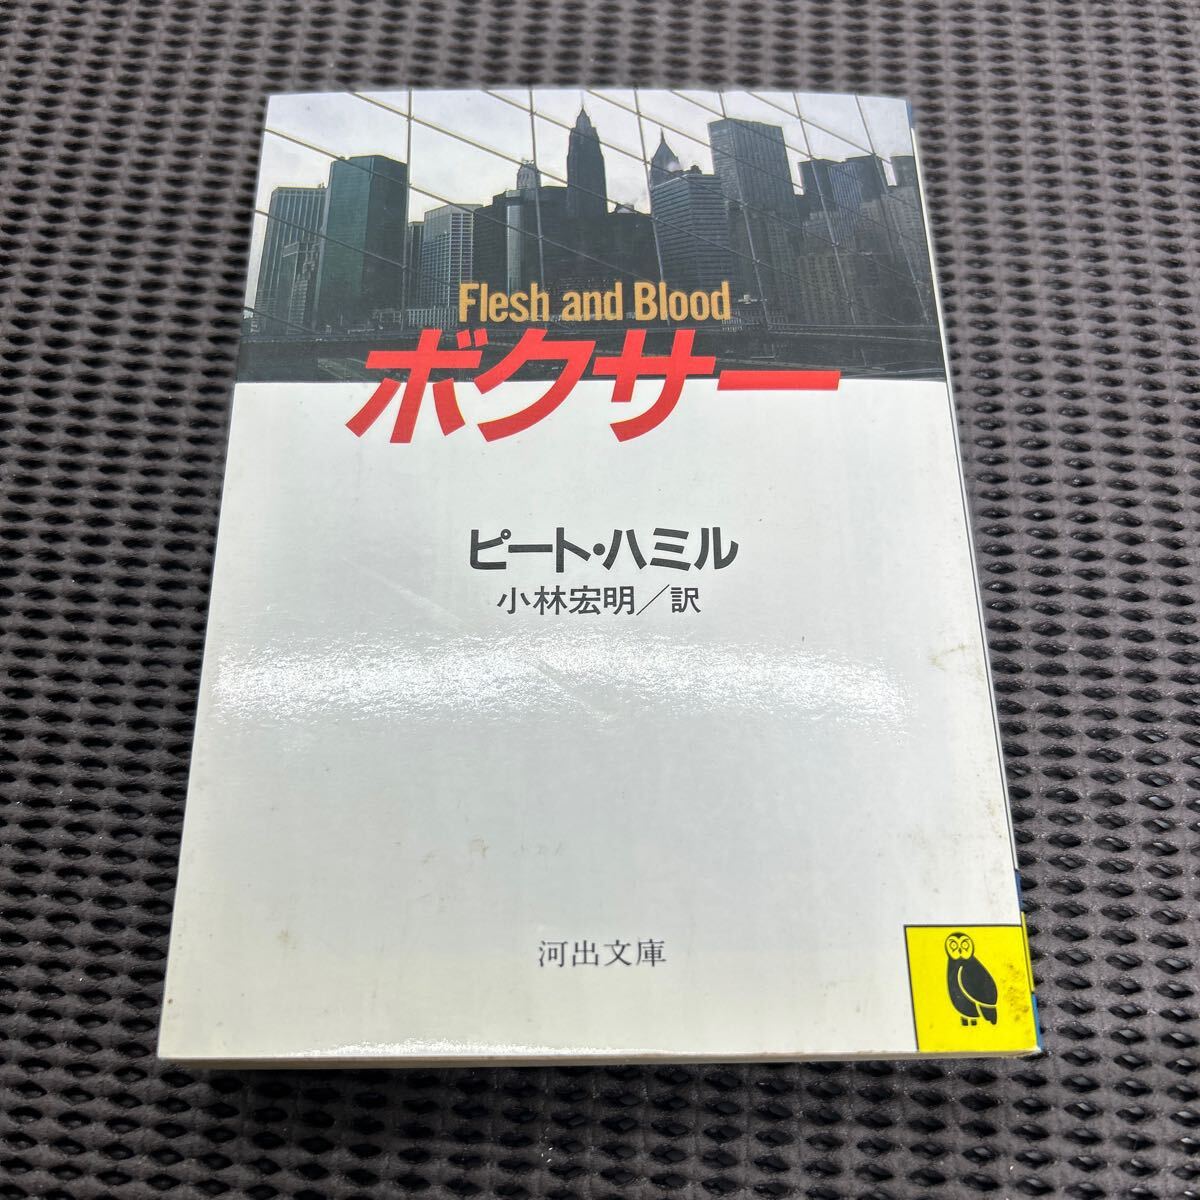 Flesh and Blood
ボクサー
ピート・ハミル
小林宏明／訳
河出文庫